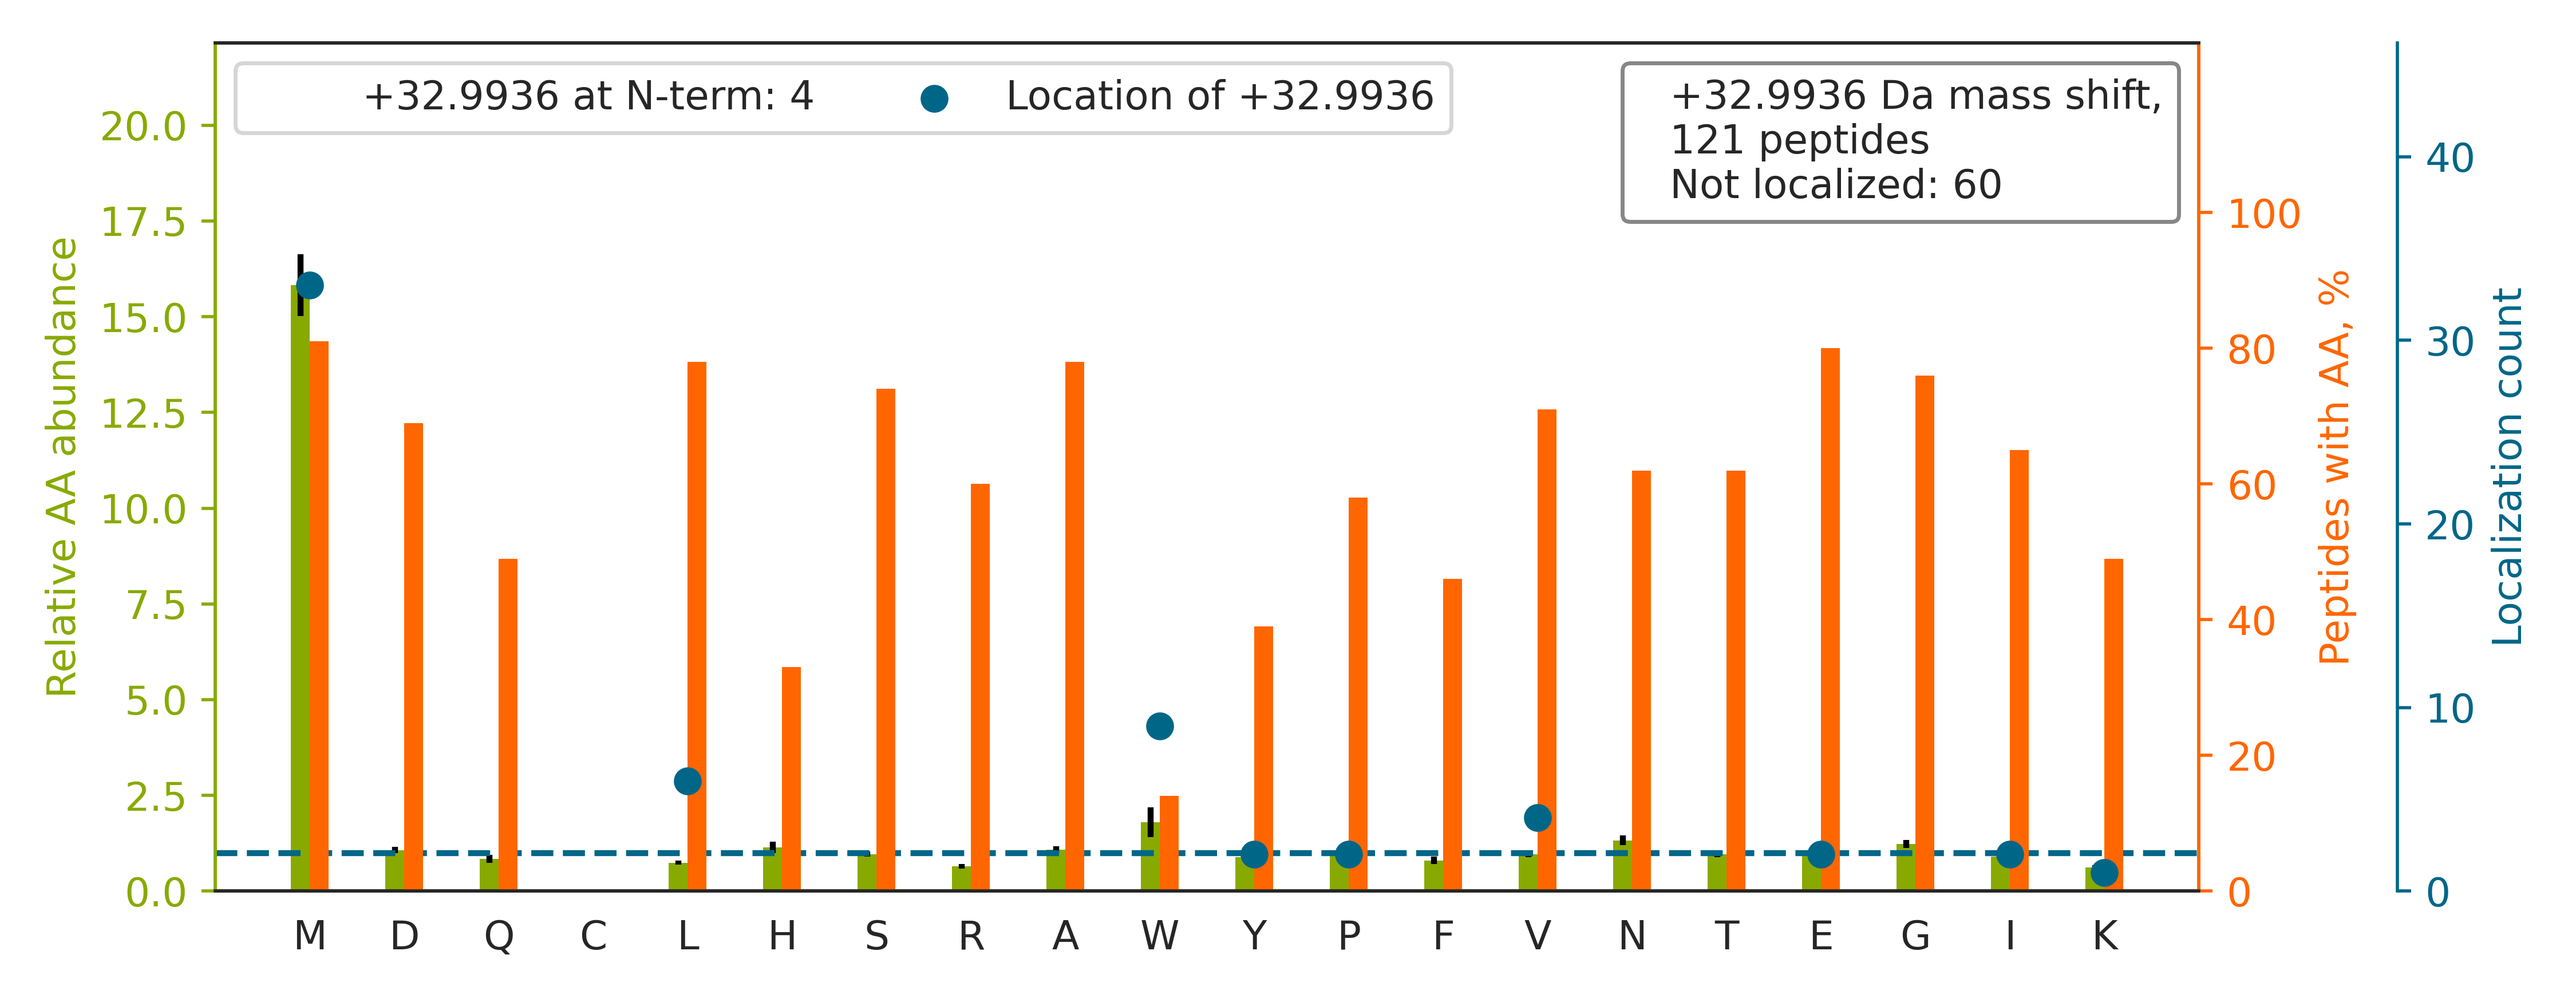 +32.9936 at N-term: 4
Location of +32.9936
+32.9936 Da mass shift,
121 peptides
Not localized: 60
Relative AA abundance
20.0
17.5
15.0
12.5
10.0
7.5
5.0
2.5
0.0
Peptides with AA, %
100
80
60
40
20
0
Localization count
40
30
20
10
0
M D Q C L H S R A W Y P F V N T E G I K